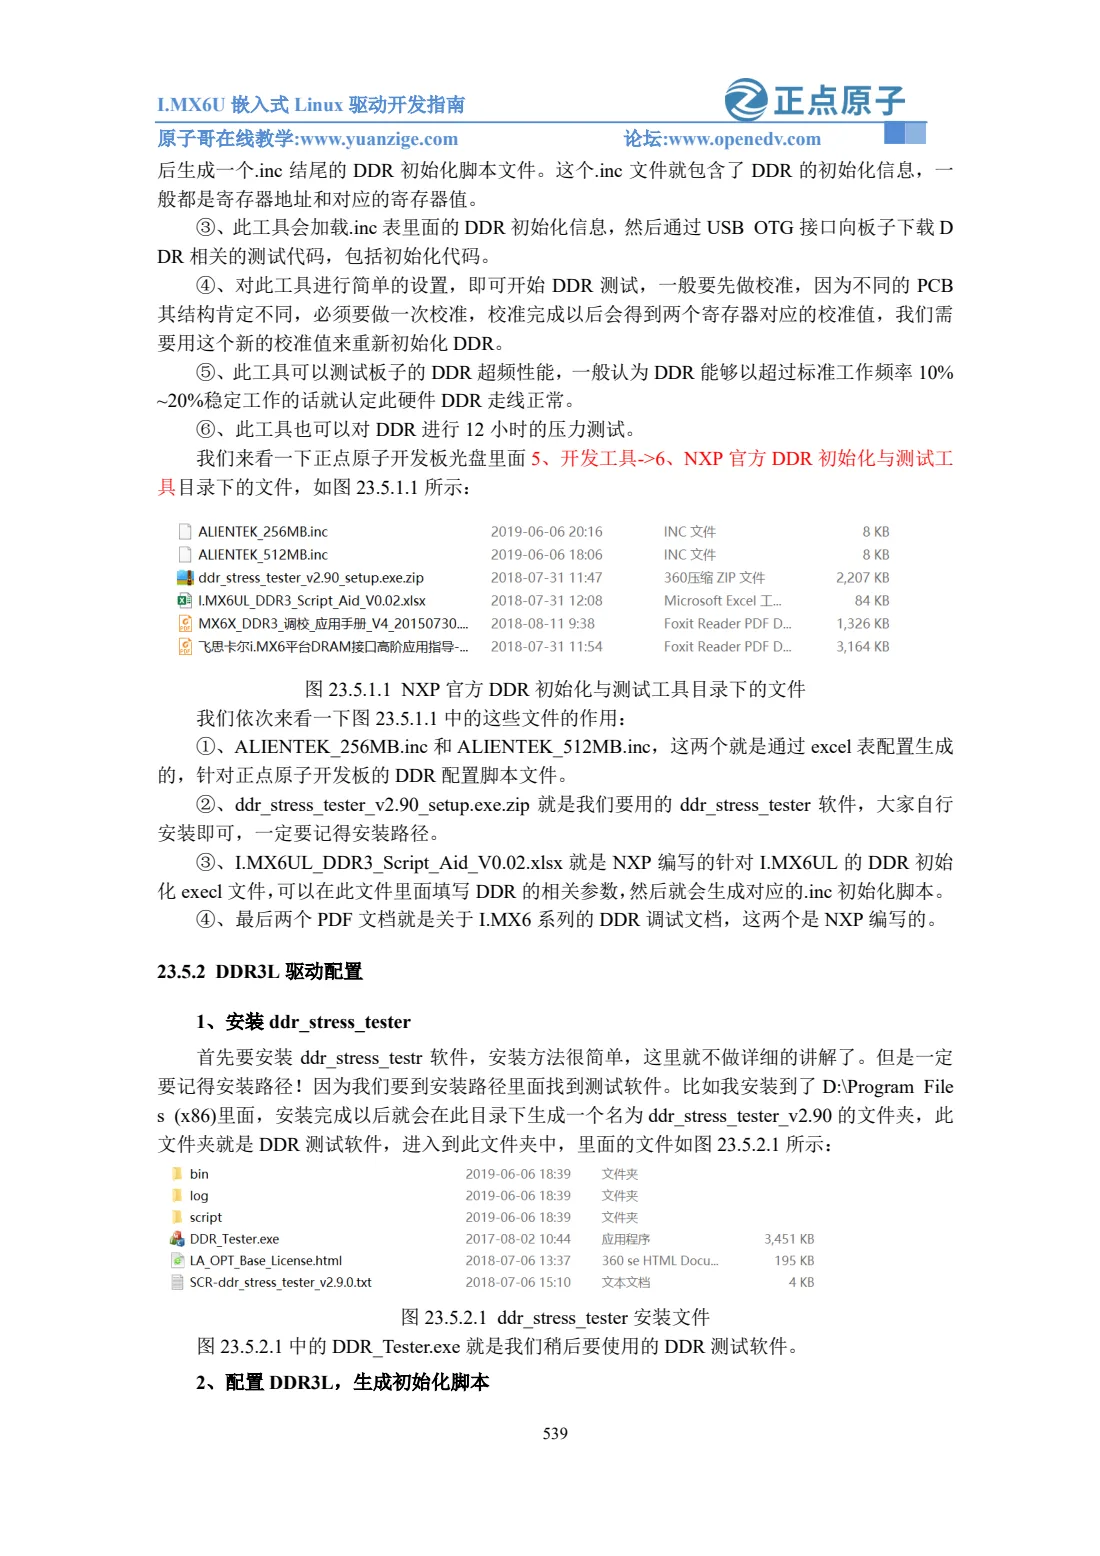 I.MX6U 嵌入式 Linux 驱动开发指南
正点原子
原子哥在线教学:www.yuanzige.com 论坛:www.openedv.com
后生成一个.inc 结尾的 DDR 初始化脚本文件。这个.inc 文件就包含了 DDR 的初始化信息，一
般都是寄存器地址和对应的寄存器值。
③、此工具会加载.inc 表里面的 DDR 初始化信息，然后通过 USB OTG 接口向板子下载 D
DR 相关的测试代码，包括初始化代码。
④、对此工具进行简单的设置，即可开始 DDR 测试，一般要先做校准，因为不同的 PCB
其结构肯定不同，必须要做一次校准，校准完成以后会得到两个寄存器对应的校准值，我们需
要用这个新的校准值来重新初始化 DDR。
⑤、此工具可以测试板子的 DDR 超频性能，一般认为 DDR 能够以超过标准工作频率 10%
~20%稳定工作的话就认定此硬件 DDR 走线正常。
⑥、此工具也可以对 DDR 进行 12 小时的压力测试。
我们来看一下正点原子开发板光盘里面 5、开发工具->6、NXP 官方 DDR 初始化与测试工
具目录下的文件，如图 23.5.1.1 所示：
ALIENTEK_256MB.inc 2019-06-06 20:16 INC 文件 8 KB
ALIENTEK_512MB.inc 2019-06-06 18:06 INC 文件 8 KB
ddr_stress_tester_v2.90_setup.exe.zip 2018-07-31 11:47 360压缩 ZIP 文件 2,207 KB
I.MX6UL_DDR3_Script_Aid_V0.02.xlsx 2018-07-31 12:08 Microsoft Excel 工... 84 KB
MX6X_DDR3_调校_应用手册_V4_20150730.... 2018-08-11 9:38 Foxit Reader PDF D... 1,326 KB
飞思卡尔i.MX6平台DRAM接口高阶应用指导-... 2018-07-31 11:54 Foxit Reader PDF D... 3,164 KB
图 23.5.1.1 NXP 官方 DDR 初始化与测试工具目录下的文件
我们依次来看一下图 23.5.1.1 中的这些文件的作用：
①、ALIENTEK_256MB.inc 和 ALIENTEK_512MB.inc，这两个就是通过 excel 表配置生成
的，针对正点原子开发板的 DDR 配置脚本文件。
②、ddr_stress_tester_v2.90_setup.exe.zip 就是我们要用的 ddr_stress_tester 软件，大家自行
安装即可，一定要记得安装路径。
③、I.MX6UL_DDR3_Script_Aid_V0.02.xlsx 就是 NXP 编写的针对 I.MX6UL 的 DDR 初始
化 execl 文件，可以在此文件里面填写 DDR 的相关参数，然后就会生成对应的.inc 初始化脚本。
④、最后两个 PDF 文档就是关于 I.MX6 系列的 DDR 调试文档，这两个是 NXP 编写的。
23.5.2 DDR3L 驱动配置
1、安装 ddr_stress_tester
首先要安装 ddr_stress_testr 软件，安装方法很简单，这里就不做详细的讲解了。但是一定
要记得安装路径！因为我们要到安装路径里面找到测试软件。比如我安装到了 D:\Program File
s (x86)里面，安装完成以后就会在此目录下生成一个名为 ddr_stress_tester_v2.90 的文件夹，此
文件夹就是 DDR 测试软件，进入到此文件夹中，里面的文件如图 23.5.2.1 所示：
bin 2019-06-06 18:39 文件夹
log 2019-06-06 18:39 文件夹
script 2019-06-06 18:39 文件夹
DDR_Tester.exe 2017-08-02 10:44 应用程序 3,451 KB
LA_OPT_Base_License.html 2018-07-06 13:37 360 se HTML Docu... 195 KB
SCR-ddr_stress_tester_v2.9.0.txt 2018-07-06 15:10 文本文档 4 KB
图 23.5.2.1 ddr_stress_tester 安装文件
图 23.5.2.1 中的 DDR_Tester.exe 就是我们稍后要使用的 DDR 测试软件。
2、配置 DDR3L，生成初始化脚本
539